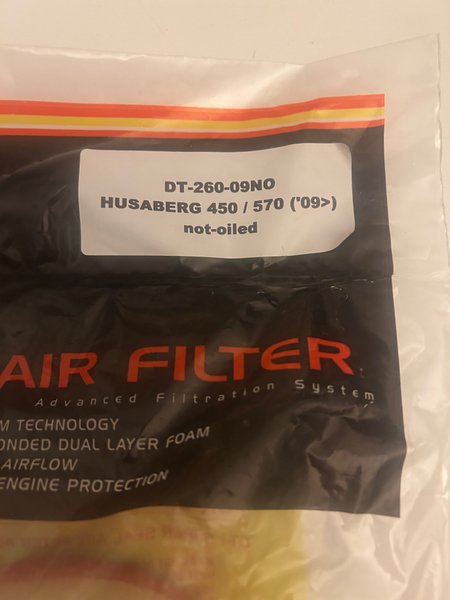 DT-260-09NO
HUSABERG 450 / 570 ('09>)
not-oiled
AIR FILTER
Advanced Filtration System
M TECHNOLOGY
ONDED DUAL LAYER FOAM
AIRFLOW
ENGINE PROTECTION